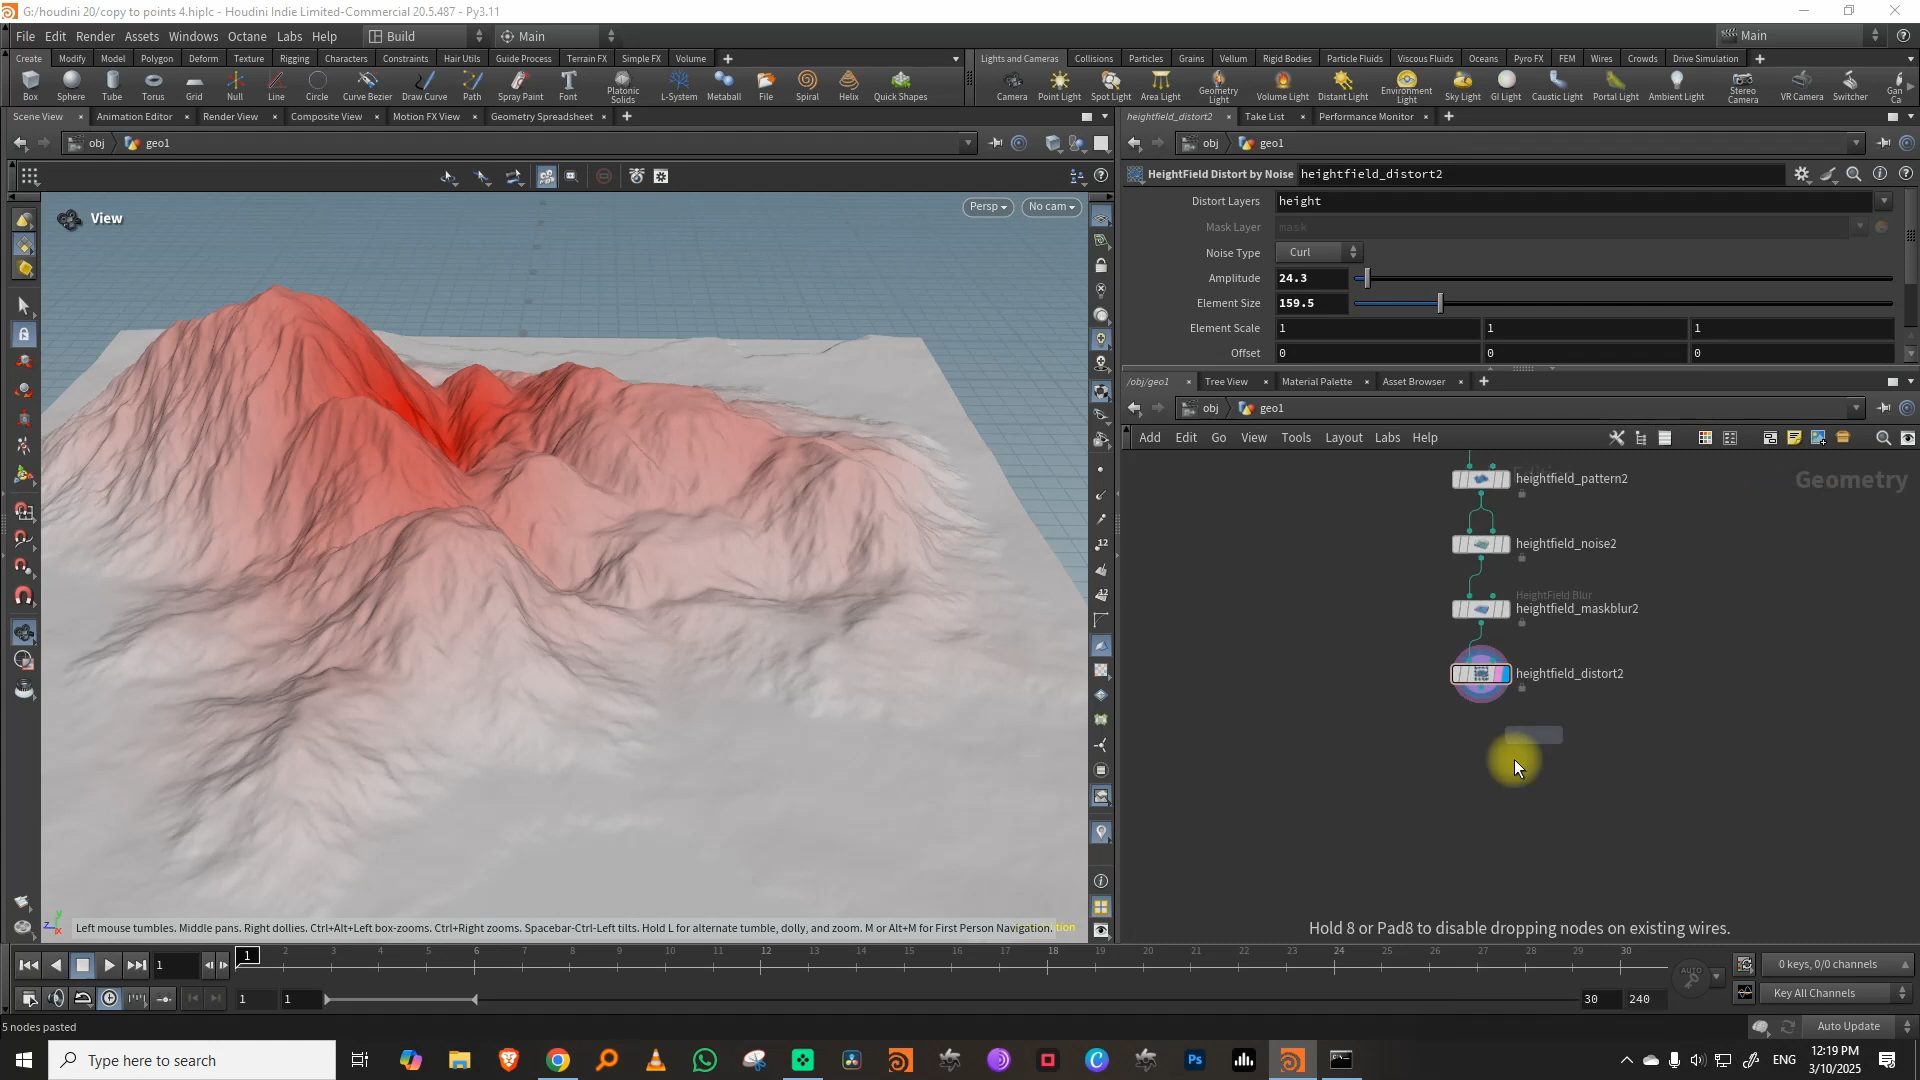 G:/houdini 20/copy to points 4.hiplc - Houdini Indie Limited-Commercial 20.5.487 - Py3.11
File Edit Render Assets Windows Octane Labs Help Build Main Main
Create Modify Model Polygon Deform Texture Rigging Characters Constraints Hair Utils Guide Process Terrain FX Simple FX Volume
Lights and Cameras Collisions Particles Grains Vellum Rigid Bodies Particle Fluids Viscous Fluids Oceans Pyro FX FEM Wires Crowds Drive Simulation
Box Sphere Tube Torus Grid Null Line Circle Curve Bezier Draw Curve Path Spray Paint Font Platonic Solids L-System Metaball File Spiral Helix Quick Shapes
Camera Point Light Spot Light Area Light Geometry Light Volume Light Distant Light Environment Light Sky Light GI Light Caustic Light Portal Light Ambient Light Stereo Camera VR Camera Switcher Gan Ca
Scene View Animation Editor Render View Composite View Motion FX View Geometry Spreadsheet
heightfield_distort2 Take List Performance Monitor
obj geo1
obj geo1
HeightField Distort by Noise heightfield_distort2
View
Persp No cam
Distort Layers height
Mask Layer mask
Noise Type Curl
Amplitude 24.3
Element Size 159.5
Element Scale 1 1 1
Offset 0 0 0
/obj/geo1 Tree View Material Palette Asset Browser
obj geo1
Add Edit Go View Tools Layout Labs Help
Geometry
heightfield_pattern2
heightfield_noise2
HeightField Blur
heightfield_maskblur2
heightfield_distort2
Hold 8 or Pad8 to disable dropping nodes on existing wires.
12
12
z y x
Left mouse tumbles. Middle pans. Right dollies. Ctrl+Alt+Left box-zooms. Ctrl+Right zooms. Spacebar-Ctrl-Left tilts. Hold L for alternate tumble, dolly, and zoom. M or Alt+M for First Person Navigation.
1 1 2 3 4 5 6 7 8 9 10 11 12 13 14 15 16 17 18 19 20 21 22 23 24 25 26 27 28 29 30
AUTO 0 keys, 0/0 channels
1 1 30 240 Key All Channels
5 nodes pasted Auto Update
Type here to search
Ps
ENG
12:19 PM
3/10/2025